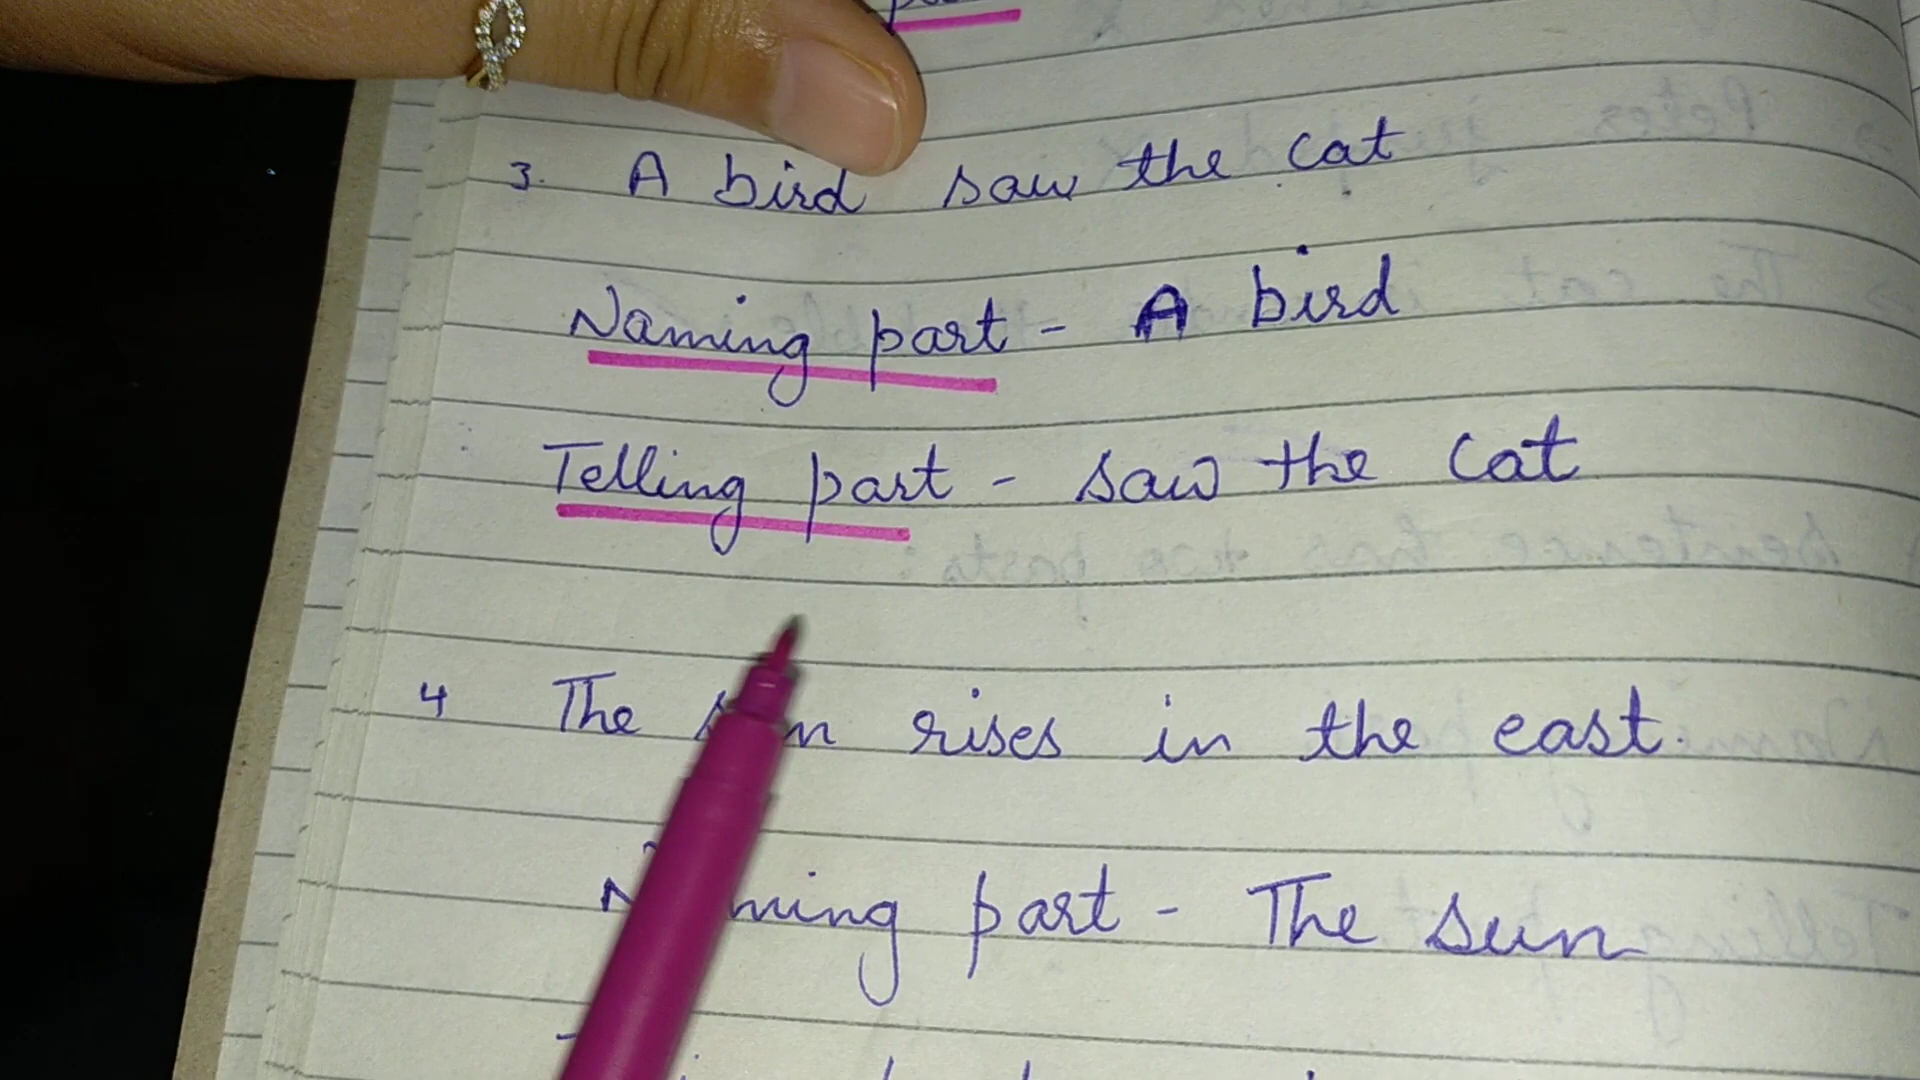 3. A bird saw the cat
Naming part - A bird
Telling part - saw the cat
4 The rises in the east.
part - The sun